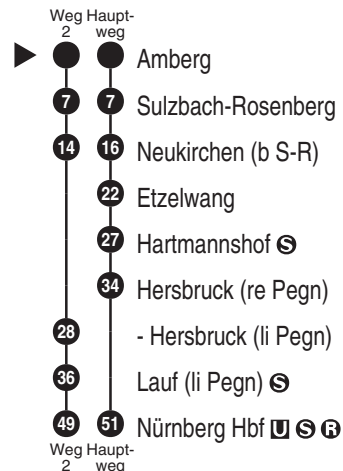 Weg Haupt-
2 weg
Amberg
7 7 Sulzbach-Rosenberg
14 16 Neukirchen (b S-R)
22 Etzelwang
27 Hartmannshof S
34 Hersbruck (re Pegn)
28 - Hersbruck (li Pegn)
36 Lauf (li Pegn) S
49 51 Nürnberg Hbf U S R
Weg Haupt-
2 weg